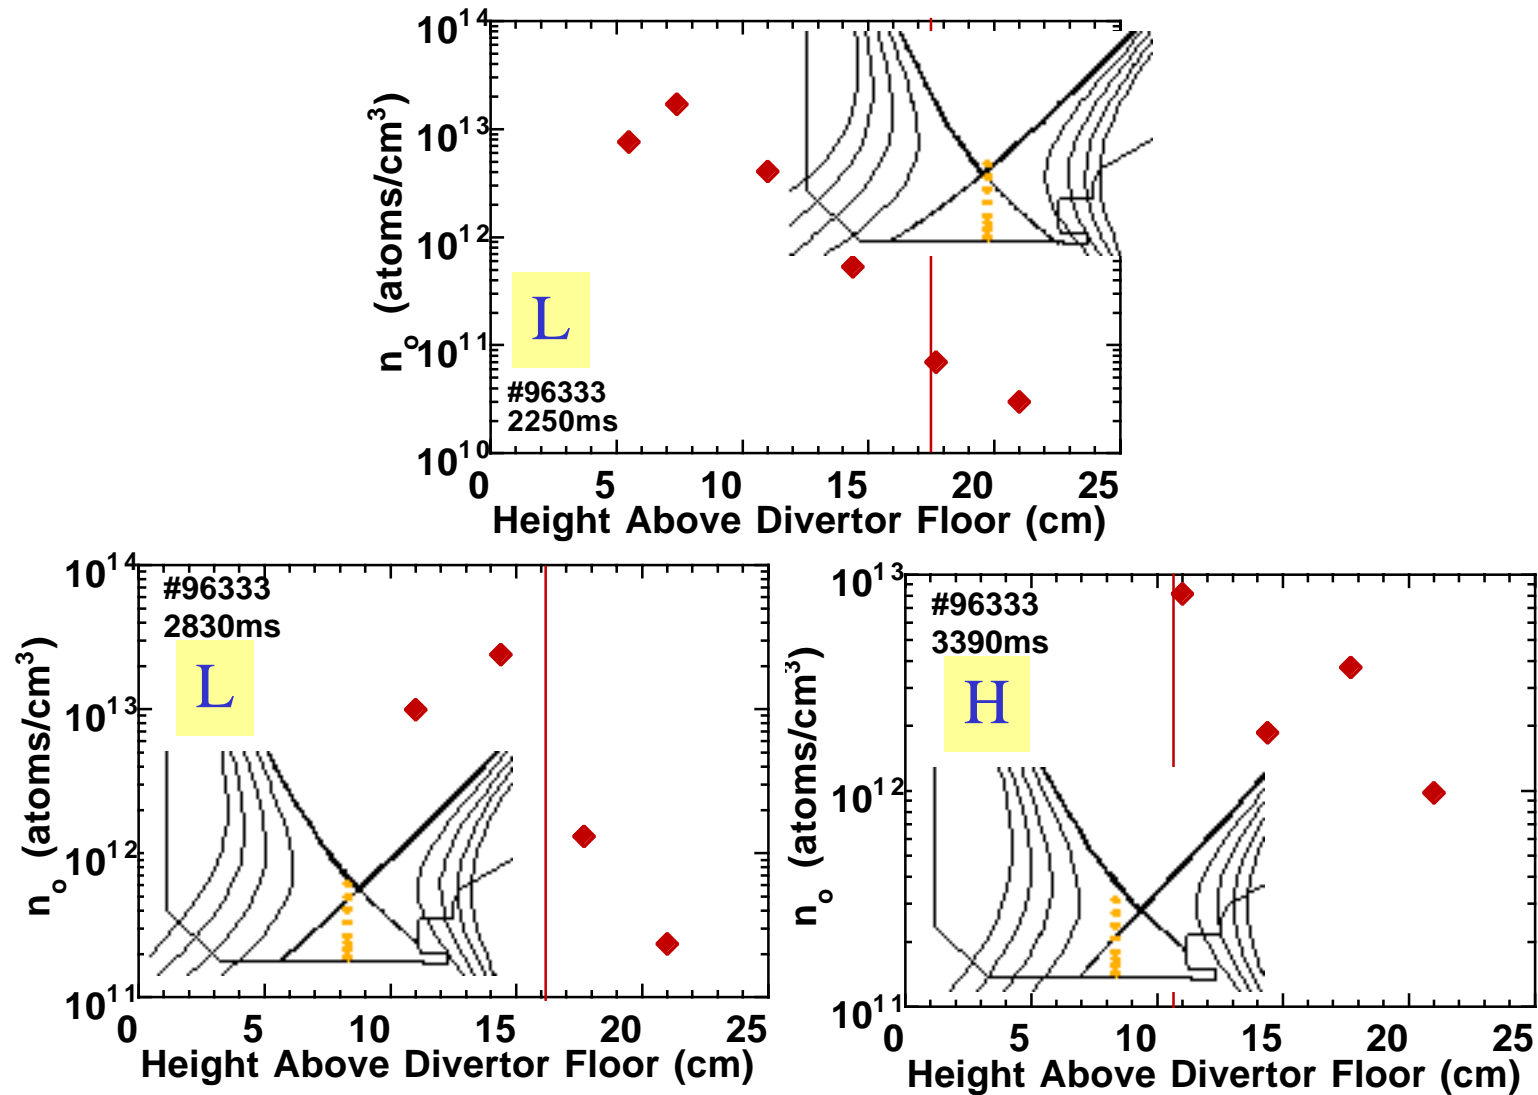 10^14
10^13
10^12
10^11
10^10
n_o (atoms/cm^3)
L
#96333
2250ms
0 5 10 15 20 25
Height Above Divertor Floor (cm)
10^14
10^13
10^12
10^11
n_o (atoms/cm^3)
#96333
2830ms
L
0 5 10 15 20 25
Height Above Divertor Floor (cm)
10^13
10^12
10^11
n_o (atoms/cm^3)
#96333
3390ms
H
0 5 10 15 20 25
Height Above Divertor Floor (cm)